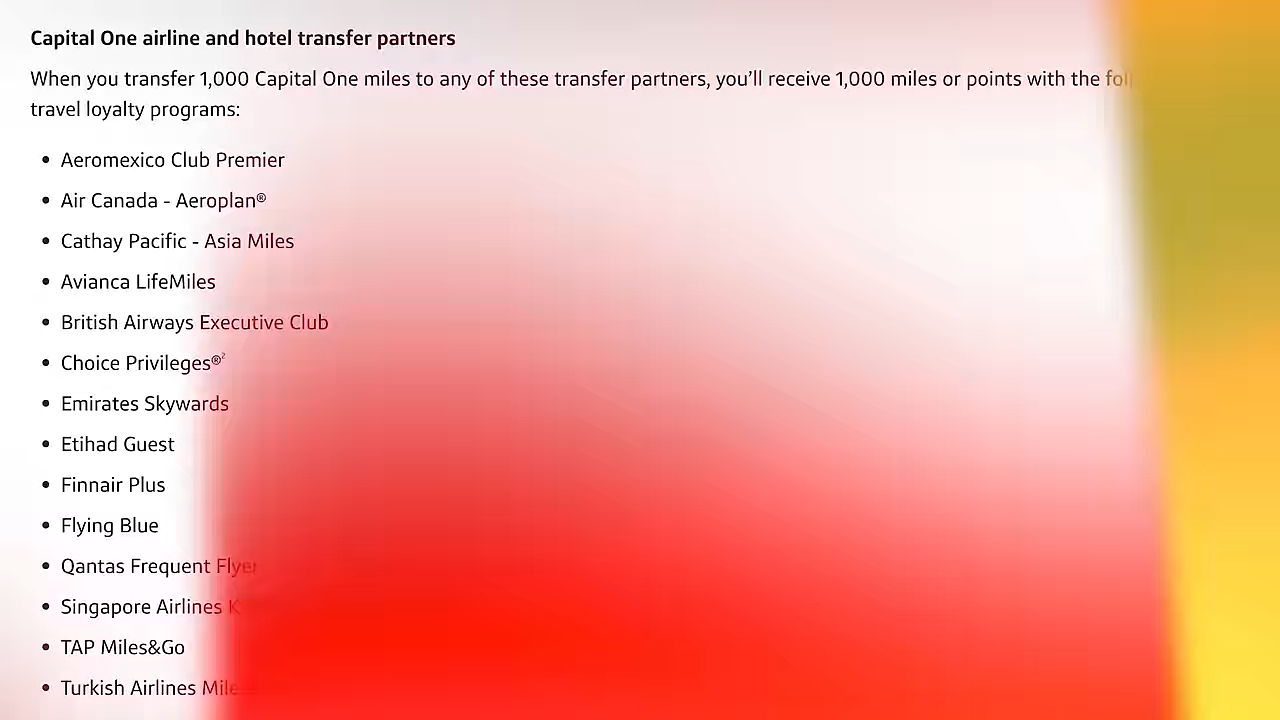 Capital One airline and hotel transfer partners
When you transfer 1,000 Capital One miles to any of these transfer partners, you’ll receive 1,000 miles or points with the
travel loyalty programs:
• Aeromexico Club Premier
• Air Canada - Aeroplan®
• Cathay Pacific - Asia Miles
• Avianca LifeMiles
• British Airways Executive Club
• Choice Privileges®²
• Emirates Skywards
• Etihad Guest
• Finnair Plus
• Flying Blue
• Qantas Frequent Flyer
• Singapore Airlines
• TAP Miles&Go
• Turkish Airlines